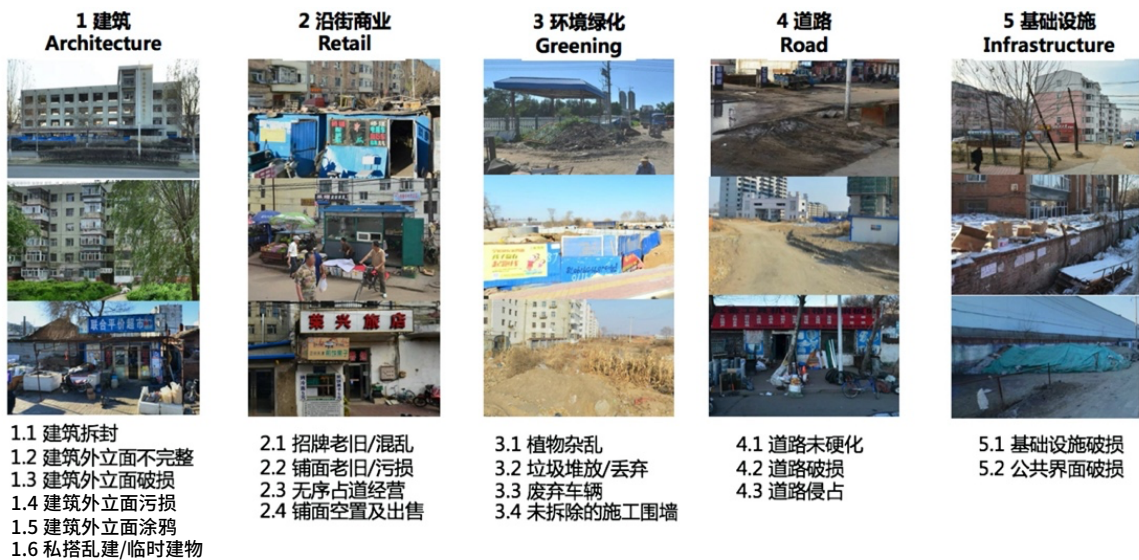 1 建筑
Architecture
2 沿街商业
Retail
3 环境绿化
Greening
4 道路
Road
5 基础设施
Infrastructure
联合平价超市
荣兴旅店
1.1 建筑拆封
1.2 建筑外立面不完整
1.3 建筑外立面破损
1.4 建筑外立面污损
1.5 建筑外立面涂鸦
1.6 私搭乱建/临时建物
2.1 招牌老旧/混乱
2.2 铺面老旧/污损
2.3 无序占道经营
2.4 铺面空置及出售
3.1 植物杂乱
3.2 垃圾堆放/丢弃
3.3 废弃车辆
3.4 未拆除的施工围墙
4.1 道路未硬化
4.2 道路破损
4.3 道路侵占
5.1 基础设施破损
5.2 公共界面破损